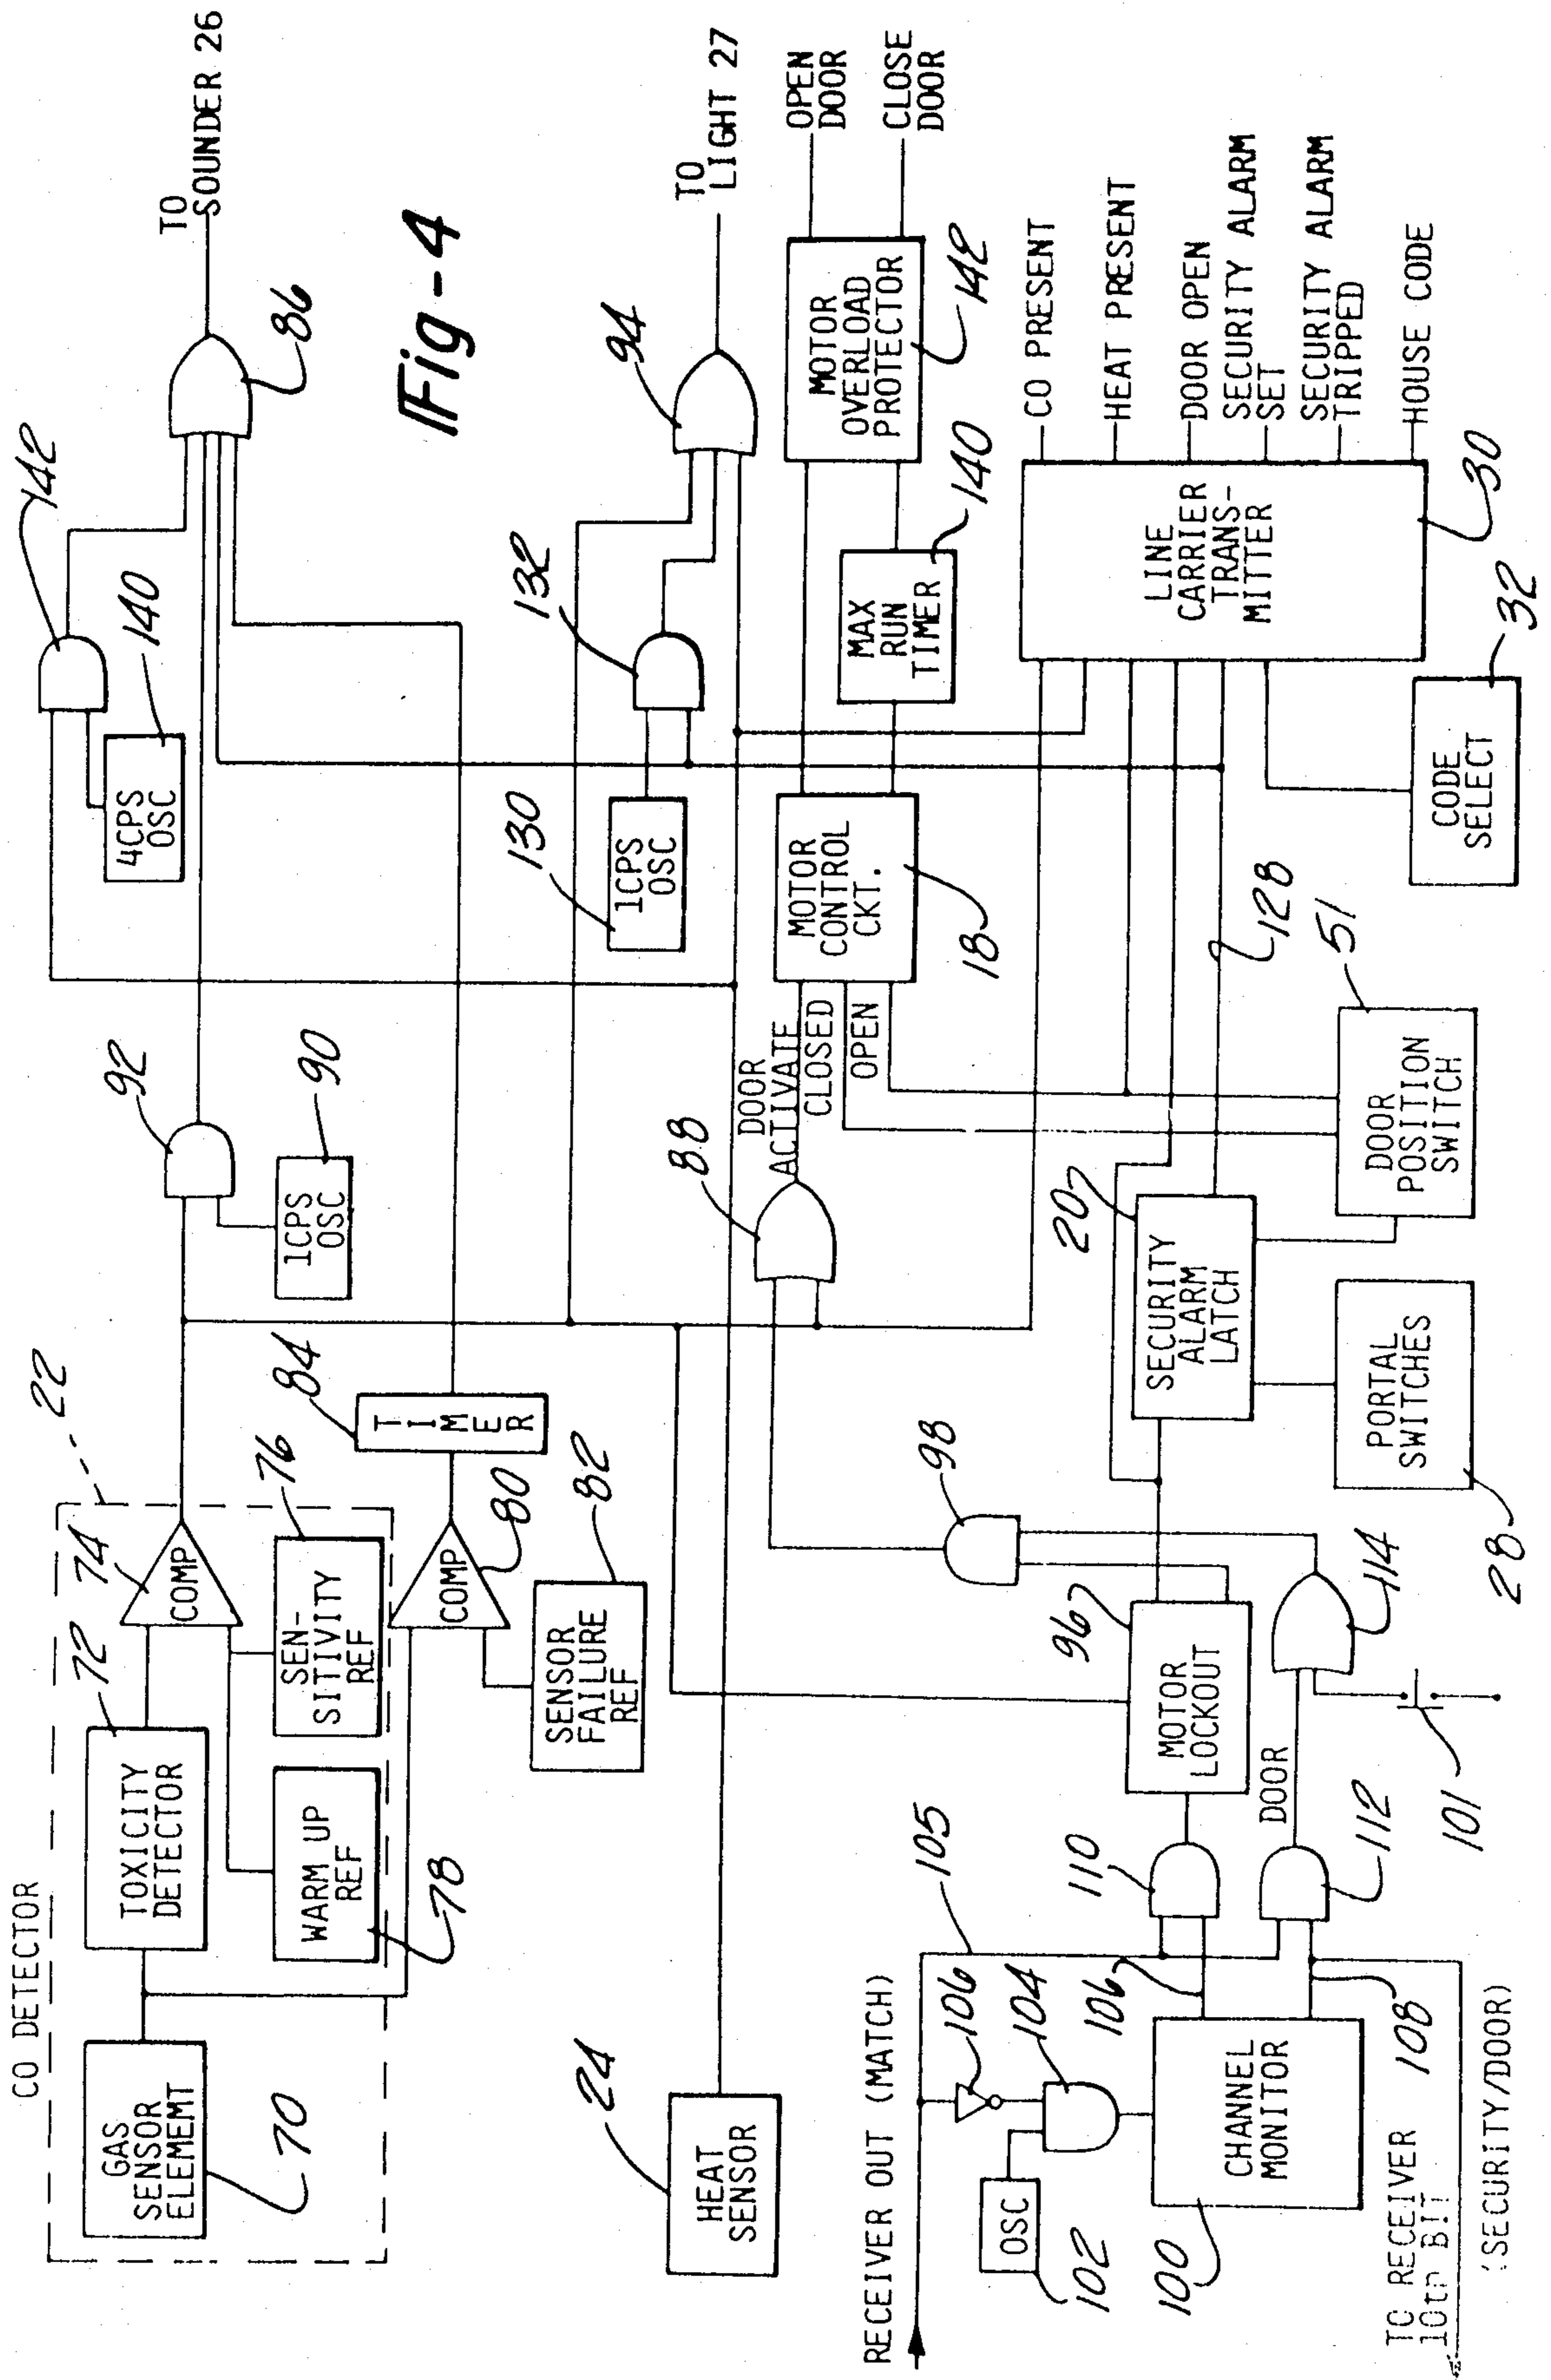 CO DETECTOR
22
GAS
SENSOR
ELEMEMT
70
TOXICITY
DETECTOR
72
COMP
74
SEN-
SITIVITY
REF
76
WARM UP
REF
78
COMP
80
SENSOR
FAILURE
REF
82
TIMER
84
92
1CPS
OSC
90
142
4CPS
OSC
140
86
TO
SOUNDER 26
Fig-4
HEAT
SENSOR
24
1CPS
OSC
130
132
94
TO
LIGHT 27
88
DOOR
ACTIVATE
CLOSED
OPEN
MOTOR
CONTROL
CKT.
18
MAX
RUN
TIMER
140
MOTOR
OVERLOAD
PROTECTOR
142
OPEN
DOOR
CLOSE
DOOR
RECEIVER OUT (MATCH)
105
106
104
OSC
102
CHANNEL
MONITOR
100
106
108
TO RECEIVER
10tP BIT
(SECURITY/DOOR)
110
112
DOOR
101
114
MOTOR
LOCKOUT
96
98
SECURITY
ALARM
LATCH
20
PORTAL
SWITCHES
28
DOOR
POSITION
SWITCH
51
128
CODE
SELECT
32
LINE
CARRIER
TRANS-
MITTER
30
CO PRESENT
HEAT PRESENT
DOOR OPEN
SECURITY ALARM
SET
SECURITY ALARM
TRIPPED
HOUSE CODE